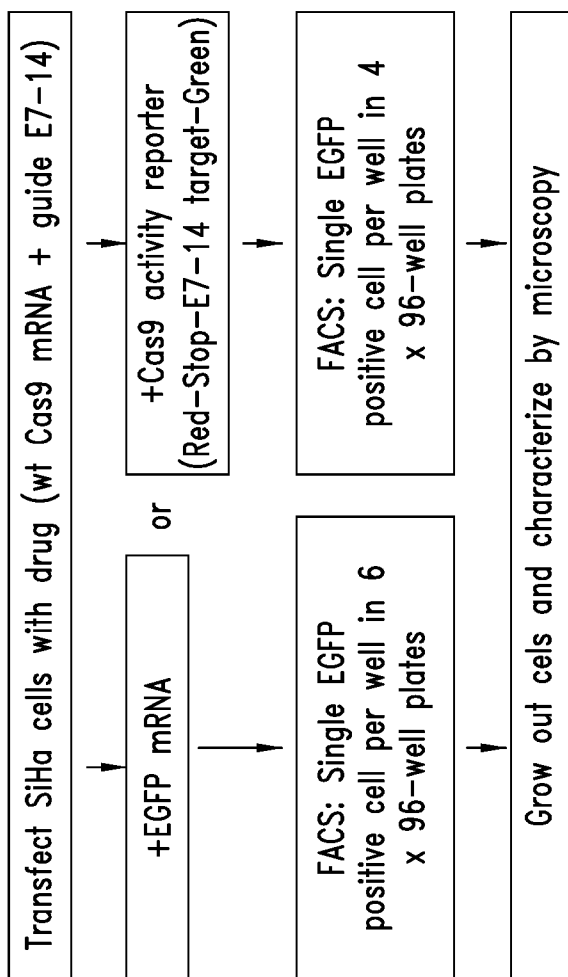 Transfect SiHa cells with drug (wt Cas9 mRNA + guide E7-14)
+EGFP mRNA
or
+Cas9 activity reporter
(Red-Stop-E7-14 target-Green)
FACS: Single EGFP
positive cell per well in 6
x 96-well plates
FACS: Single EGFP
positive cell per well in 4
x 96-well plates
Grow out cels and characterize by microscopy